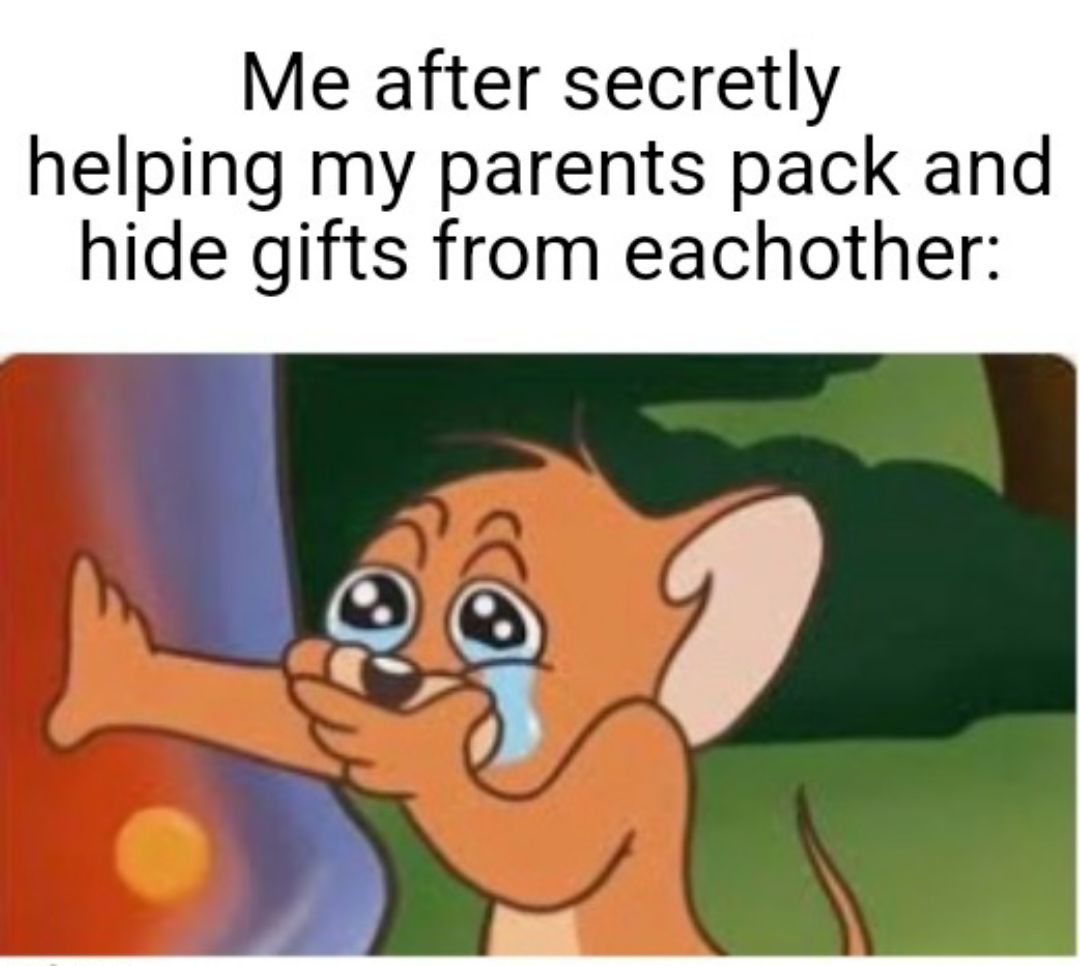 Me after secretly
helping my parents pack and
hide gifts from eachother: